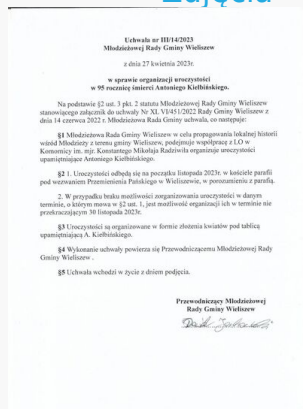 Uchwała nr III/14/2023
Młodzieżowej Rady Gminy Wieliszew
z dnia 27 kwietnia 2023r.
w sprawie organizacji uroczystości
w 95 rocznicę śmierci Antoniego Kiełbińskiego.
Na podstawie §2 ust. 3 pkt. 2 statutu Młodzieżowej Rady Gminy Wieliszew
stanowiącego załącznik do uchwały Nr XL VI/451/2022 Rady Gminy Wieliszew z
dnia 14 czerwca 2022 r. Młodzieżowa Rada Gminy uchwala, co następuje:
§1 Młodzieżowa Rada Gminy Wieliszew w celu propagowania lokalnej historii
wśród Młodzieży z terenu gminy Wieliszew, podejmuje współpracę z LO w
Komornicy im. mjr. Konstantego Mikołaja Radziwiła organizuje uroczystości
upamiętniające Antoniego Kiełbińskiego.
§2 1. Uroczystości odbędą się na początku listopada 2023r. w kościele parafii
pod wezwaniem Przemienienia Pańskiego w Wieliszewie, w porozumieniu z parafią.
2. W przypadku braku możliwości zorganizowania uroczystości w danym
terminie, o którym mowa w §2 ust. 1, jest możliwość organizacji ich w terminie nie
przekraczającym 30 listopada 2023r.
§3 Uroczystości są organizowane w formie złożenia kwiatów pod tablicą
upamiętniającą A. Kiełbińskiego.
§4 Wykonanie uchwały powierza się Przewodniczącemu Młodzieżowej Rady
Gminy Wieliszew .
§5 Uchwała wchodzi w życie z dniem podjęcia.
Przewodniczący Młodzieżowej
Rady Gminy Wieliszew